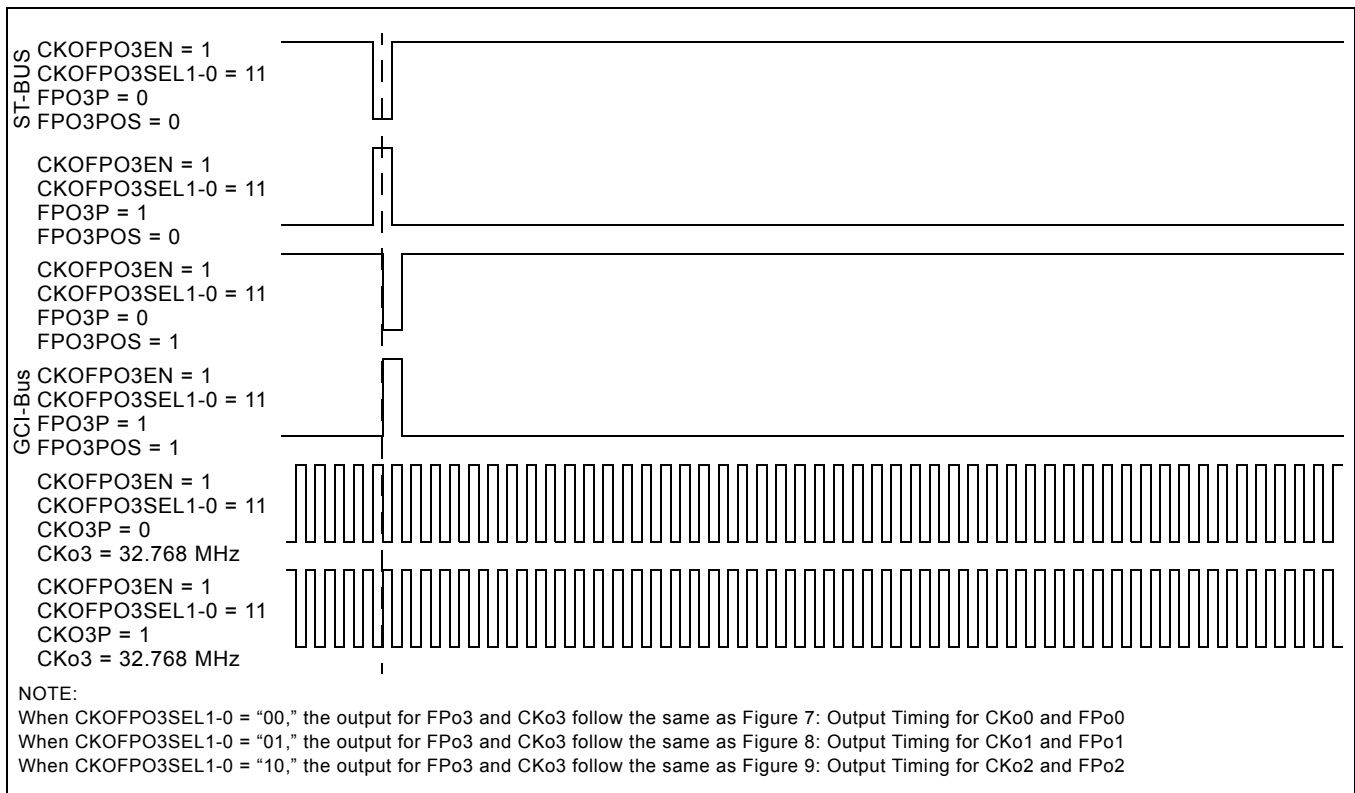 ST-BUS
CKOFPO3EN = 1
CKOFPO3SEL1-0 = 11
FPO3P = 0
FPO3POS = 0
CKOFPO3EN = 1
CKOFPO3SEL1-0 = 11
FPO3P = 1
FPO3POS = 0
CKOFPO3EN = 1
CKOFPO3SEL1-0 = 11
FPO3P = 0
FPO3POS = 1
GCI-Bus
CKOFPO3EN = 1
CKOFPO3SEL1-0 = 11
FPO3P = 1
FPO3POS = 1
CKOFPO3EN = 1
CKOFPO3SEL1-0 = 11
CKO3P = 0
CKo3 = 32.768 MHz
CKOFPO3EN = 1
CKOFPO3SEL1-0 = 11
CKO3P = 1
CKo3 = 32.768 MHz
NOTE:
When CKOFPO3SEL1-0 = “00,” the output for FPo3 and CKo3 follow the same as Figure 7: Output Timing for CKo0 and FPo0
When CKOFPO3SEL1-0 = “01,” the output for FPo3 and CKo3 follow the same as Figure 8: Output Timing for CKo1 and FPo1
When CKOFPO3SEL1-0 = “10,” the output for FPo3 and CKo3 follow the same as Figure 9: Output Timing for CKo2 and FPo2